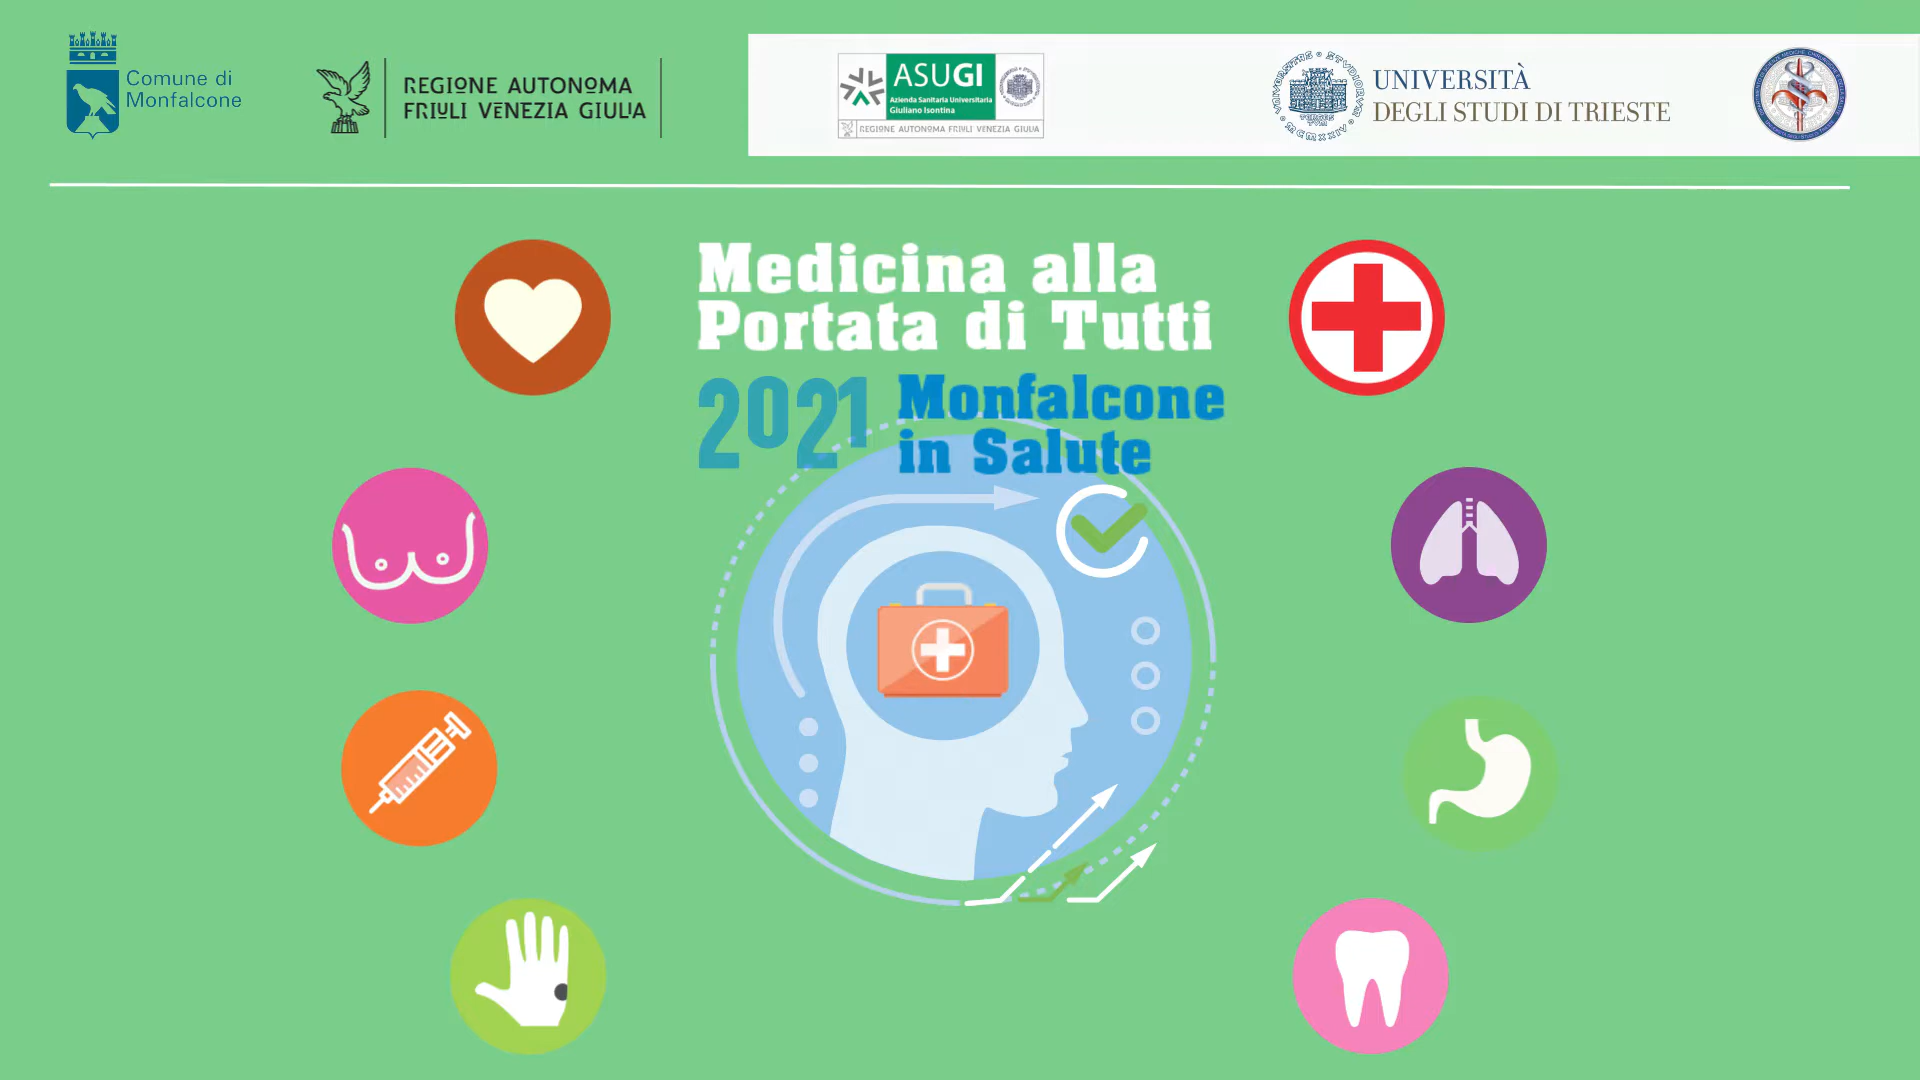 Comune di
Monfalcone
REGIONE AUTONOMA
FRIULI VENEZIA GIULIA
ASUGI
Azienda Sanitaria Universitaria
Giuliano Isontina
REGIONE AUTONOMA FRIULI VENEZIA GIULIA
UNIVERSITÀ
DEGLI STUDI DI TRIESTE
Medicina alla
Portata di Tutti
2021
Monfalcone
in Salute